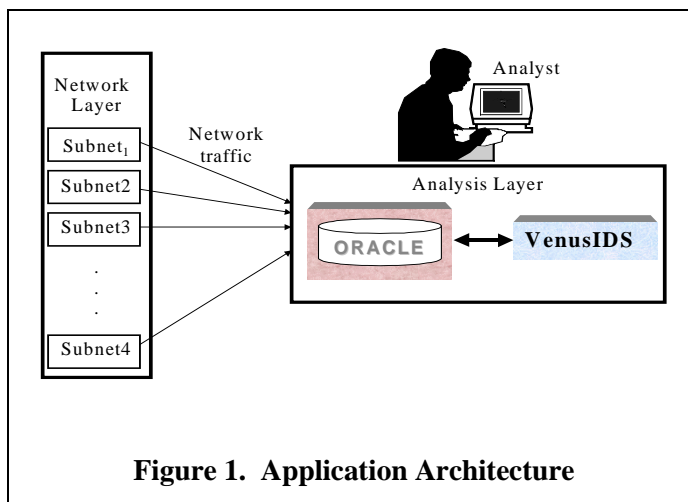 Network
Layer
Subnet₁
Subnet2
Subnet3
.
.
.
Subnet4
Network
traffic
Analyst
Analysis Layer
ORACLE
VenusIDS
Figure 1. Application Architecture